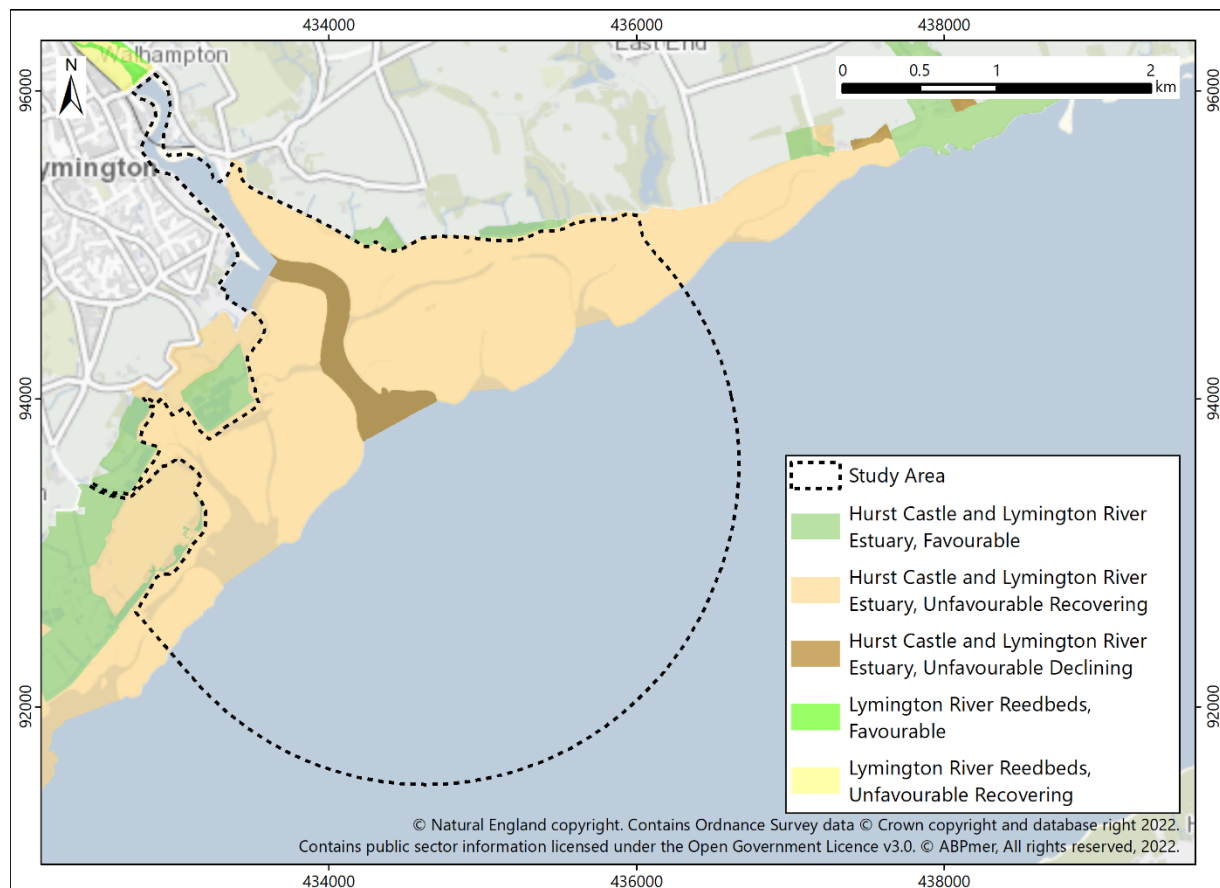 434000 436000 438000
Walhampton
East End
N
0 0.5 1 2
km
96000 96000
ymington
94000 94000
Study Area
Hurst Castle and Lymington River
Estuary, Favourable
Hurst Castle and Lymington River
Estuary, Unfavourable Recovering
Hurst Castle and Lymington River
Estuary, Unfavourable Declining
92000 92000
Lymington River Reedbeds,
Favourable
Lymington River Reedbeds,
Unfavourable Recovering
© Natural England copyright. Contains Ordnance Survey data © Crown copyright and database right 2022.
Contains public sector information licensed under the Open Government Licence v3.0. © ABPmer, All rights reserved, 2022.
434000 436000 438000